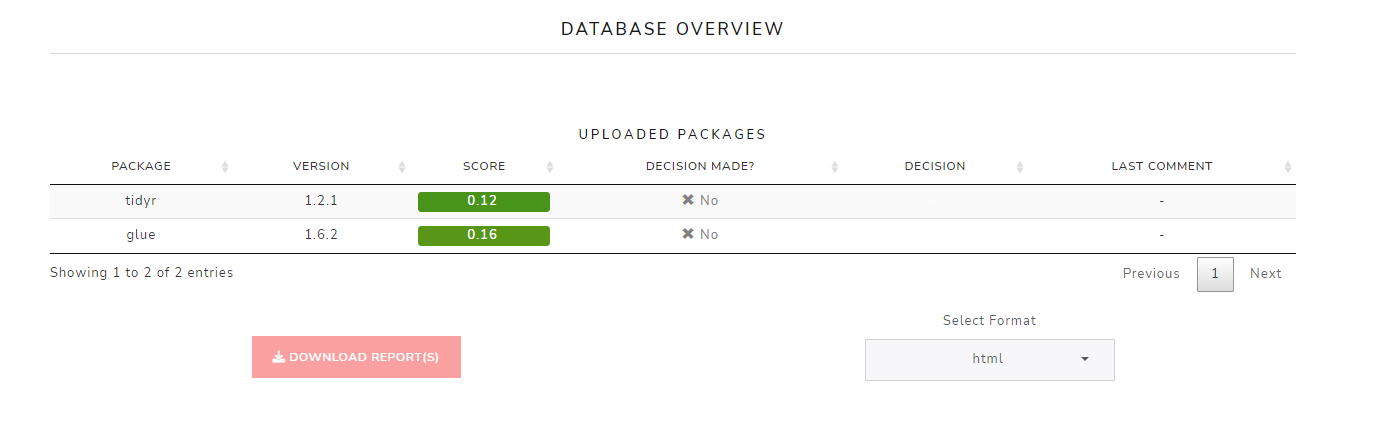 DATABASE OVERVIEW
UPLOADED PACKAGES
PACKAGE VERSION SCORE DECISION MADE? DECISION LAST COMMENT
tidyr 1.2.1 0.12 No -
glue 1.6.2 0.16 No -
Showing 1 to 2 of 2 entries Previous 1 Next
Select Format
DOWNLOAD REPORT(S) html